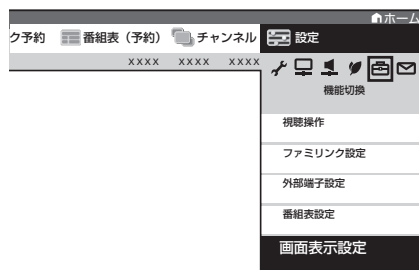 ホーム
ク予約 番組表（予約） チャンネル 設定
xxxx xxxx xxxx
機能切換
視聴操作
ファミリンク設定
外部端子設定
番組表設定
画面表示設定